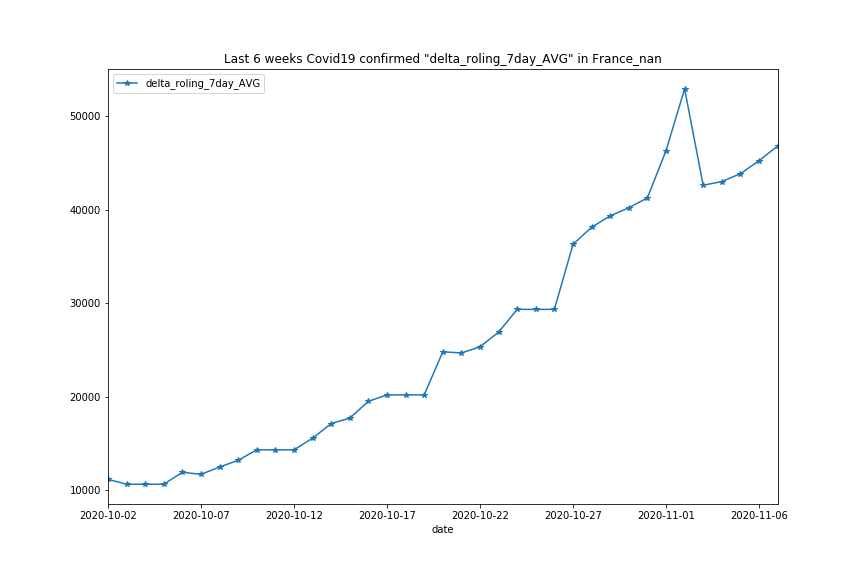 Last 6 weeks Covid19 confirmed "delta_roling_7day_AVG" in France_nan
delta_roling_7day_AVG
50000
40000
30000
20000
10000
2020-10-02 2020-10-07 2020-10-12 2020-10-17 2020-10-22 2020-10-27 2020-11-01 2020-11-06
date